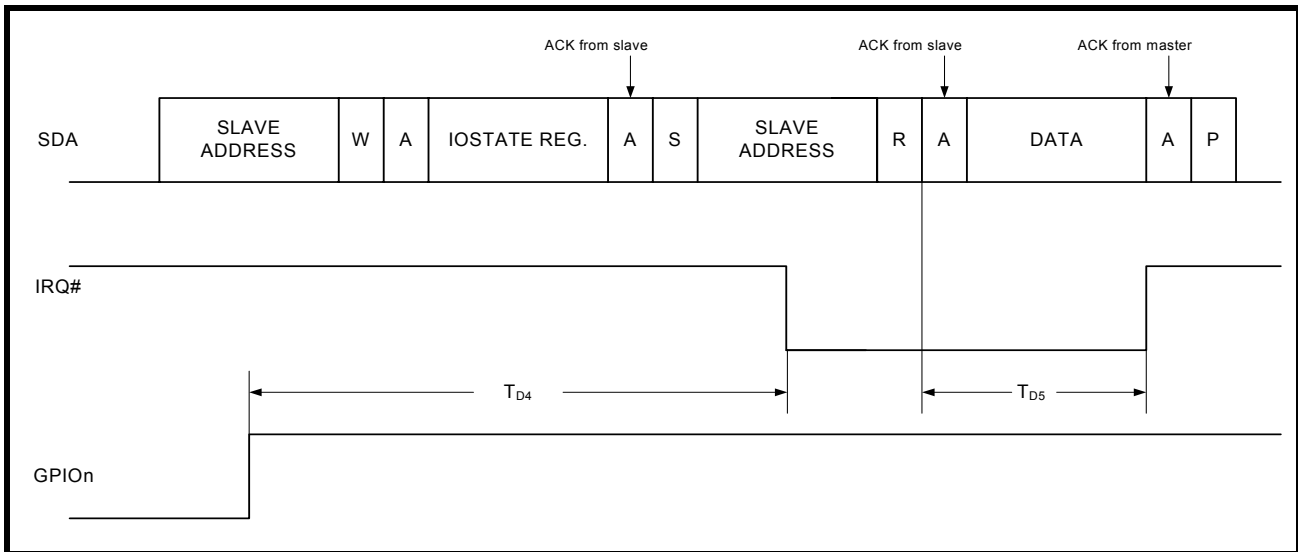 ACK from slave
ACK from slave
ACK from master
SDA
SLAVE
ADDRESS
W
A
IOSTATE REG.
A
S
SLAVE
ADDRESS
R
A
DATA
A
P
IRQ#
TD4
TD5
GPIOn